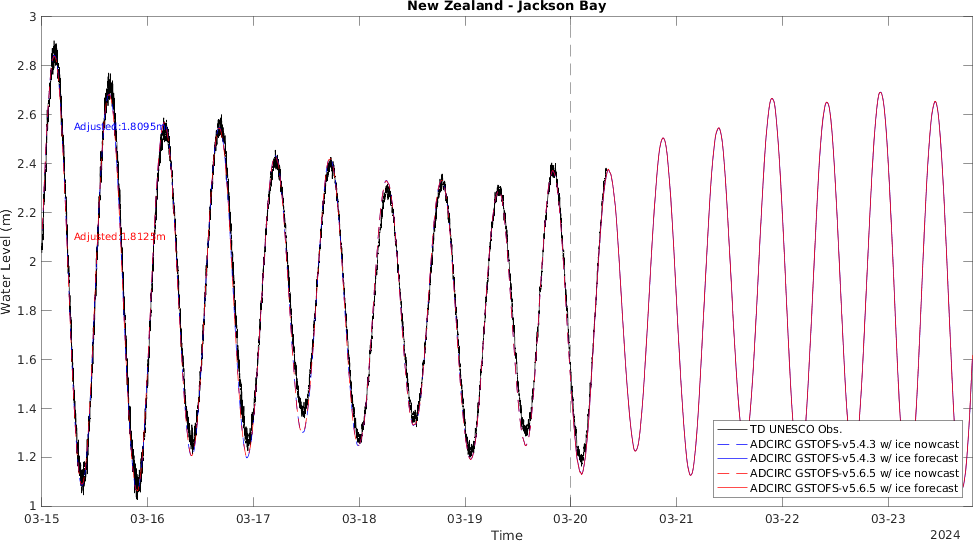 New Zealand - Jackson Bay
3
2.8
2.6
2.4
2.2
2
1.8
1.6
1.4
1.2
1
Water Level (m)
Adjusted:1.8095m
Adjusted:1.8125m
TD UNESCO Obs.
ADCIRC GSTOFS-v5.4.3 w/ ice nowcast
ADCIRC GSTOFS-v5.4.3 w/ ice forecast
ADCIRC GSTOFS-v5.6.5 w/ ice nowcast
ADCIRC GSTOFS-v5.6.5 w/ ice forecast
03-15 03-16 03-17 03-18 03-19 03-20 03-21 03-22 03-23
Time
2024